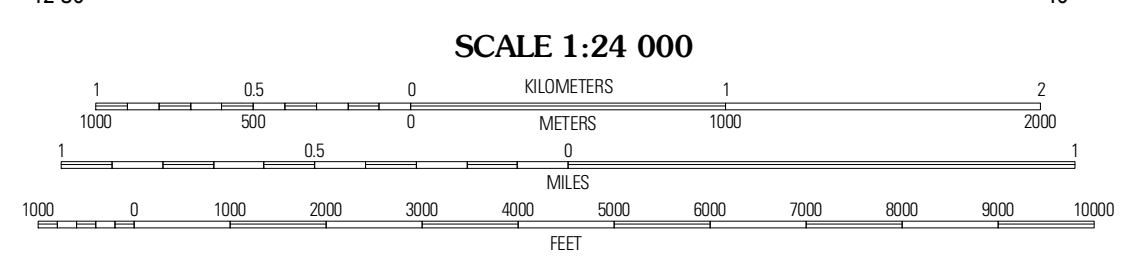 SCALE 1:24 000
1 0.5 0 KILOMETERS 1 2
1000 500 0 METERS 1000 2000
1 0.5 0 1
MILES
1000 0 1000 2000 3000 4000 5000 6000 7000 8000 9000 10000
FEET